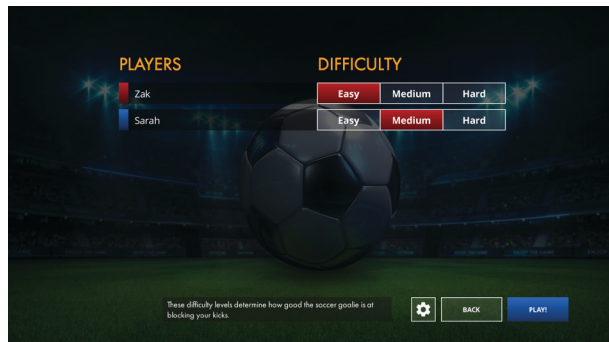 PLAYERS DIFFICULTY
Zak Easy Medium Hard
Sarah Easy Medium Hard
These difficulty levels determine how good the soccer goalie is at
blocking your kicks.
BACK PLAY!